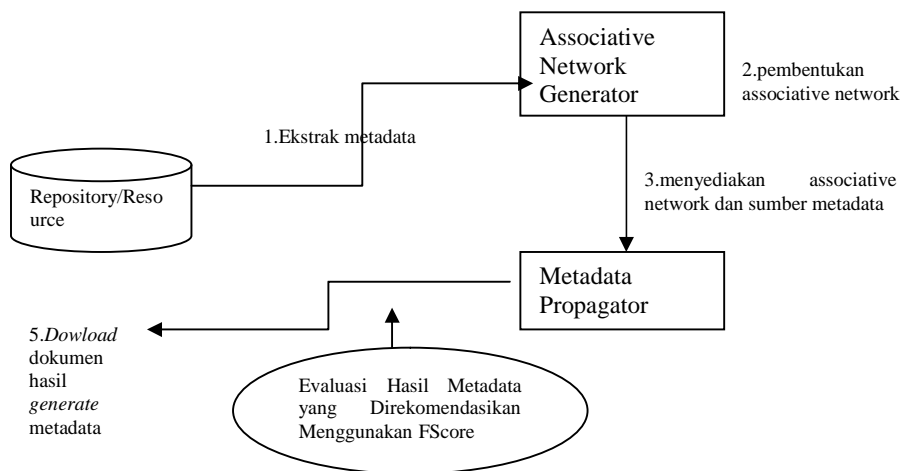 Associative
Network
Generator
2.pembentukan
associative network
1.Ekstrak metadata
Repository/Reso
urce
3.menyediakan associative
network dan sumber metadata
Metadata
Propagator
5.Dowload
dokumen
hasil
generate
metadata
Evaluasi Hasil Metadata
yang Direkomendasikan
Menggunakan FScore